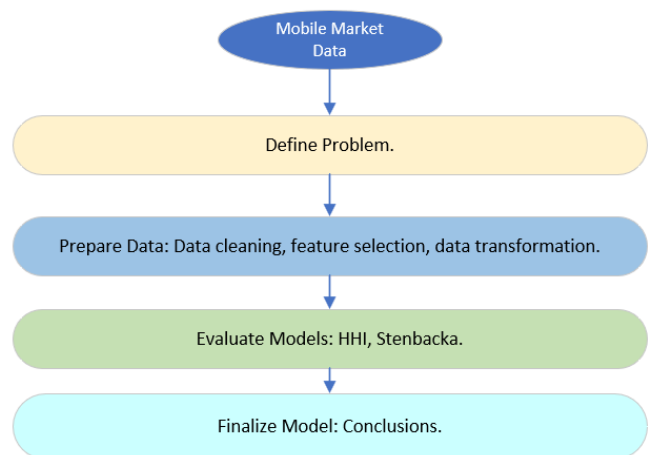 Mobile Market
Data
Define Problem.
Prepare Data: Data cleaning, feature selection, data transformation.
Evaluate Models: HHI, Stenbacka.
Finalize Model: Conclusions.